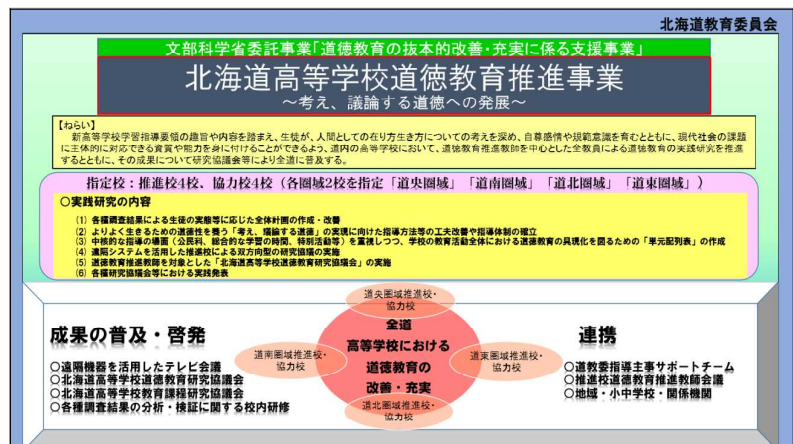 北海道教育委員会
文部科学省委託事業「道徳教育の抜本的改善・充実に係る支援事業」
北海道高等学校道徳教育推進事業
～考え、議論する道徳への発展～
【ねらい】
新高等学校学習指導要領の趣旨や内容を踏まえ、生徒が、人間としての在り方生き方についての考えを深め、自尊感情や規範意識を育むとともに、現代社会の課題
に主体的に対応できる資質や能力を身に付けることができるよう、道内の高等学校において、道徳教育推進教師を中心とした全教員による道徳教育の実践研究を推進
するとともに、その成果について研究協議会等により全道に普及する。
指定校：推進校4校、協力校4校（各圏域2校を指定「道央圏域」「道南圏域」「道北圏域」「道東圏域」）
○実践研究の内容
(1) 各種調査結果による生徒の実態等に応じた全体計画の作成・改善
(2) よりよく生きるための道徳性を養う「考え、議論する道徳」の実現に向けた指導方法等の工夫改善や指導体制の確立
(3) 中核的な指導の場面（公民科、総合的な学習の時間、特別活動等）を重視しつつ、学校の教育活動全体における道徳教育の具現化を図るための「単元配列表」の作成
(4) 遠隔システムを活用した推進校による双方向型の研究協議の実施
(5) 道徳教育推進教師を対象とした「北海道高等学校道徳教育研究協議会」の実施
(6) 各種研究協議会等における実践発表
道央圏域推進校・
協力校
成果の普及・啓発
○遠隔機器を活用したテレビ会議
○北海道高等学校道徳教育研究協議会
○北海道高等学校教育課程研究協議会
○各種調査結果の分析・検証に関する校内研修
道南圏域推進校・
協力校
全道
高等学校における
道徳教育の
改善・充実
道東圏域推進校・
協力校
道北圏域推進校・
協力校
連携
○道教委指導主事サポートチーム
○推進校道徳教育推進教師会議
○地域・小中学校・関係機関